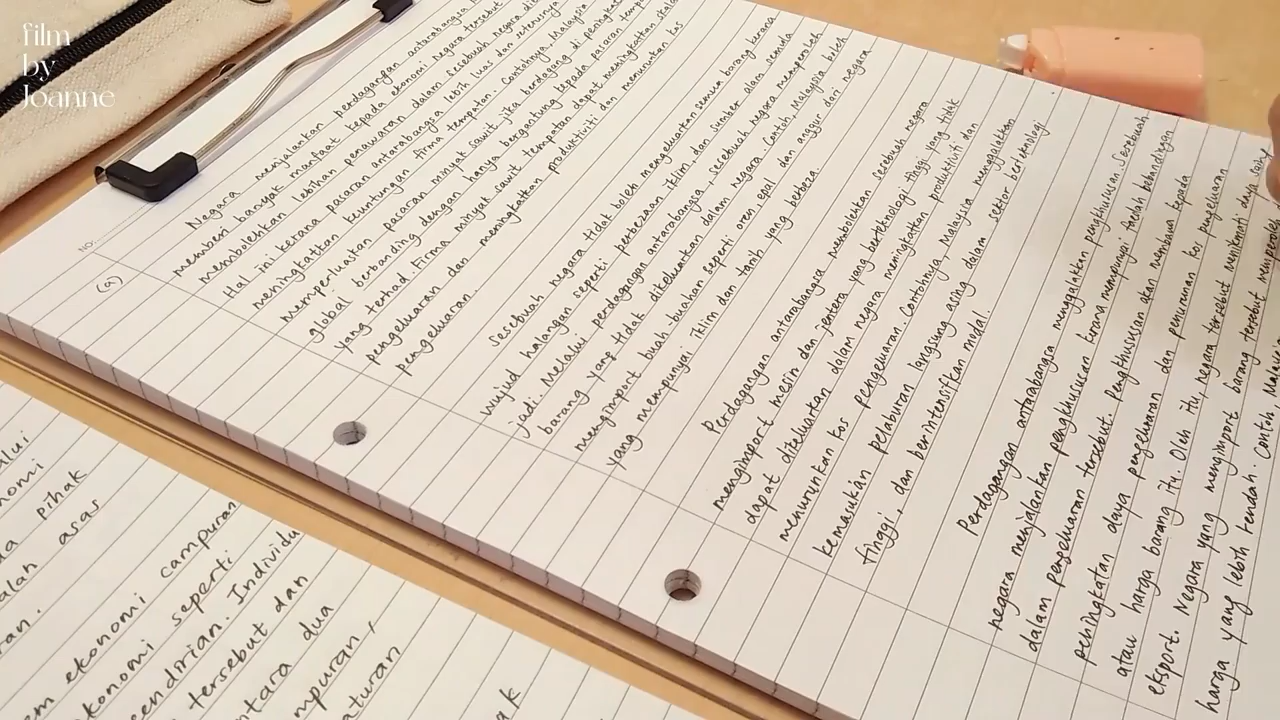 film
by
Joanne
NO.
(a)
Negara menjalankan perdagangan antarabangsa
memberi banyak manfaat kepada ekonomi negara tersebut
membolehkan lebihan penawaran dalam sesebuah negara
Hal ini kerana pasaran antarabangsa lebih luas dan seterusnya
meningkatkan keuntungan firma tempatan. Contohnya, Malaysia
memperluaskan pasaran minyak sawit jika berdagang di peringkat
global berbanding dengan hanya bergantung kepada pasaran
yang terhad. Firma minyak sawit tempatan dapat meningkatkan skala
pengeluaran dan meningkatkan produktiviti dan menurunkan kos
pengeluaran.
Sesebuah negara tidak boleh mengeluarkan semua barang kerana
wujud halangan seperti perbezaan iklim, dan sumber alam semula
jadi. Melalui perdagangan antarabangsa, sesebuah negara memperoleh
barang yang tidak dikeluarkan dalam negara. Contoh, Malaysia boleh
mengimport buah-buahan seperti oren, epal dan anggur dari negara
yang mempunyai iklim dan tanih yang berbeza.
Perdagangan antarabangsa membolehkan sesebuah negara
mengimport mesin dan jentera yang berteknologi tinggi yang tidak
dapat dikeluarkan dalam negara meningkatkan produktiviti dan
menurunkan kos pengeluaran. Contohnya, Malaysia menggalakkan
kemasukan pelaburan langsung asing dalam sektor berteknologi
tinggi, dan berintensifkan modal.
Perdagangan antarabangsa menggalakkan pengkhususan. Sesebuah
negara menjalankan pengkhususan kerana mempunyai faedah berbandingan
dalam pengeluaran tersebut. Pengkhususan akan membawa kepada
peningkatan daya pengeluaran dan penurunan kos pengeluaran
atau harga barang itu. Oleh itu, negara tersebut menikmati daya saing
eksport. Negara yang mengimport barang tersebut memperolehi
harga yang lebih rendah. Contoh Malaysia
alui
nomi
pihak
alah asas
ran.
em ekonomi campuran
ekonomi seperti
eendirian. Individu
tersebut dan
antara dua
mpuran,
aturan